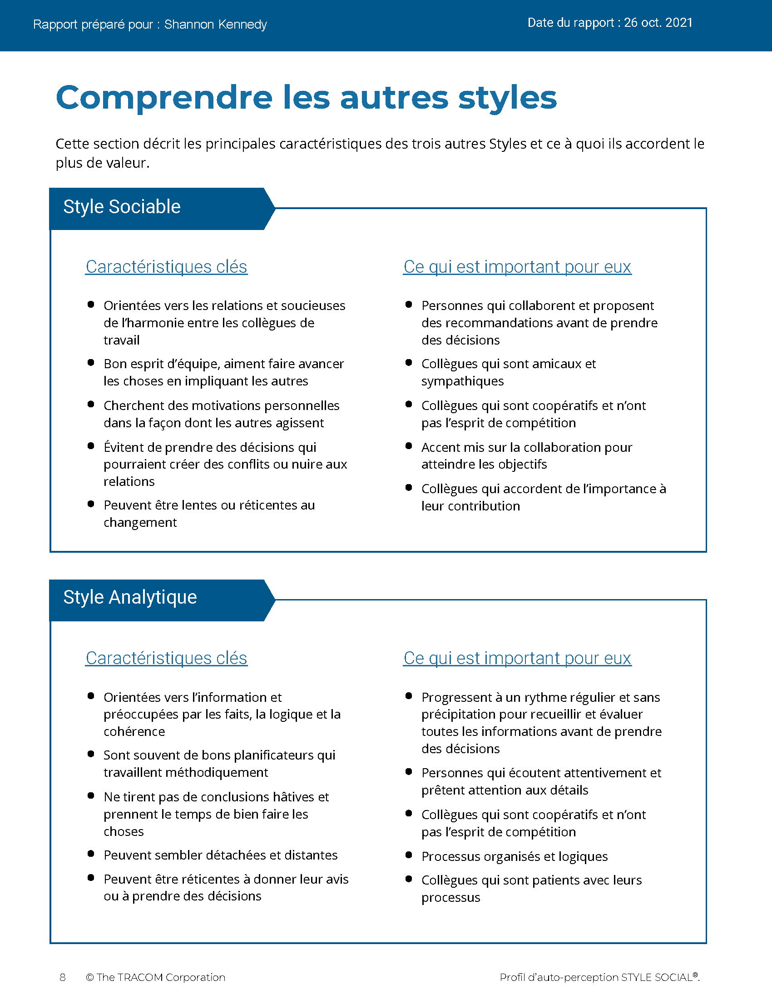 Rapport préparé pour : Shannon Kennedy
Date du rapport : 26 oct. 2021
Comprendre les autres styles
Cette section décrit les principales caractéristiques des trois autres Styles et ce à quoi ils accordent le
plus de valeur.
Style Sociable
Caractéristiques clés
Orientées vers les relations et soucieuses
de l’harmonie entre les collègues de
travail
Bon esprit d’équipe, aiment faire avancer
les choses en impliquant les autres
Cherchent des motivations personnelles
dans la façon dont les autres agissent
Évitent de prendre des décisions qui
pourraient créer des conflits ou nuire aux
relations
Peuvent être lentes ou réticentes au
changement
Ce qui est important pour eux
Personnes qui collaborent et proposent
des recommandations avant de prendre
des décisions
Collègues qui sont amicaux et
sympathiques
Collègues qui sont coopératifs et n’ont
pas l’esprit de compétition
Accent mis sur la collaboration pour
atteindre les objectifs
Collègues qui accordent de l’importance à
leur contribution
Style Analytique
Caractéristiques clés
Orientées vers l’information et
préoccupées par les faits, la logique et la
cohérence
Sont souvent de bons planificateurs qui
travaillent méthodiquement
Ne tirent pas de conclusions hâtives et
prennent le temps de bien faire les
choses
Peuvent sembler détachées et distantes
Peuvent être réticentes à donner leur avis
ou à prendre des décisions
Ce qui est important pour eux
Progressent à un rythme régulier et sans
précipitation pour recueillir et évaluer
toutes les informations avant de prendre
des décisions
Personnes qui écoutent attentivement et
prêtent attention aux détails
Collègues qui sont coopératifs et n’ont
pas l’esprit de compétition
Processus organisés et logiques
Collègues qui sont patients avec leurs
processus
8 © The TRACOM Corporation
Profil d’auto-perception STYLE SOCIAL®.